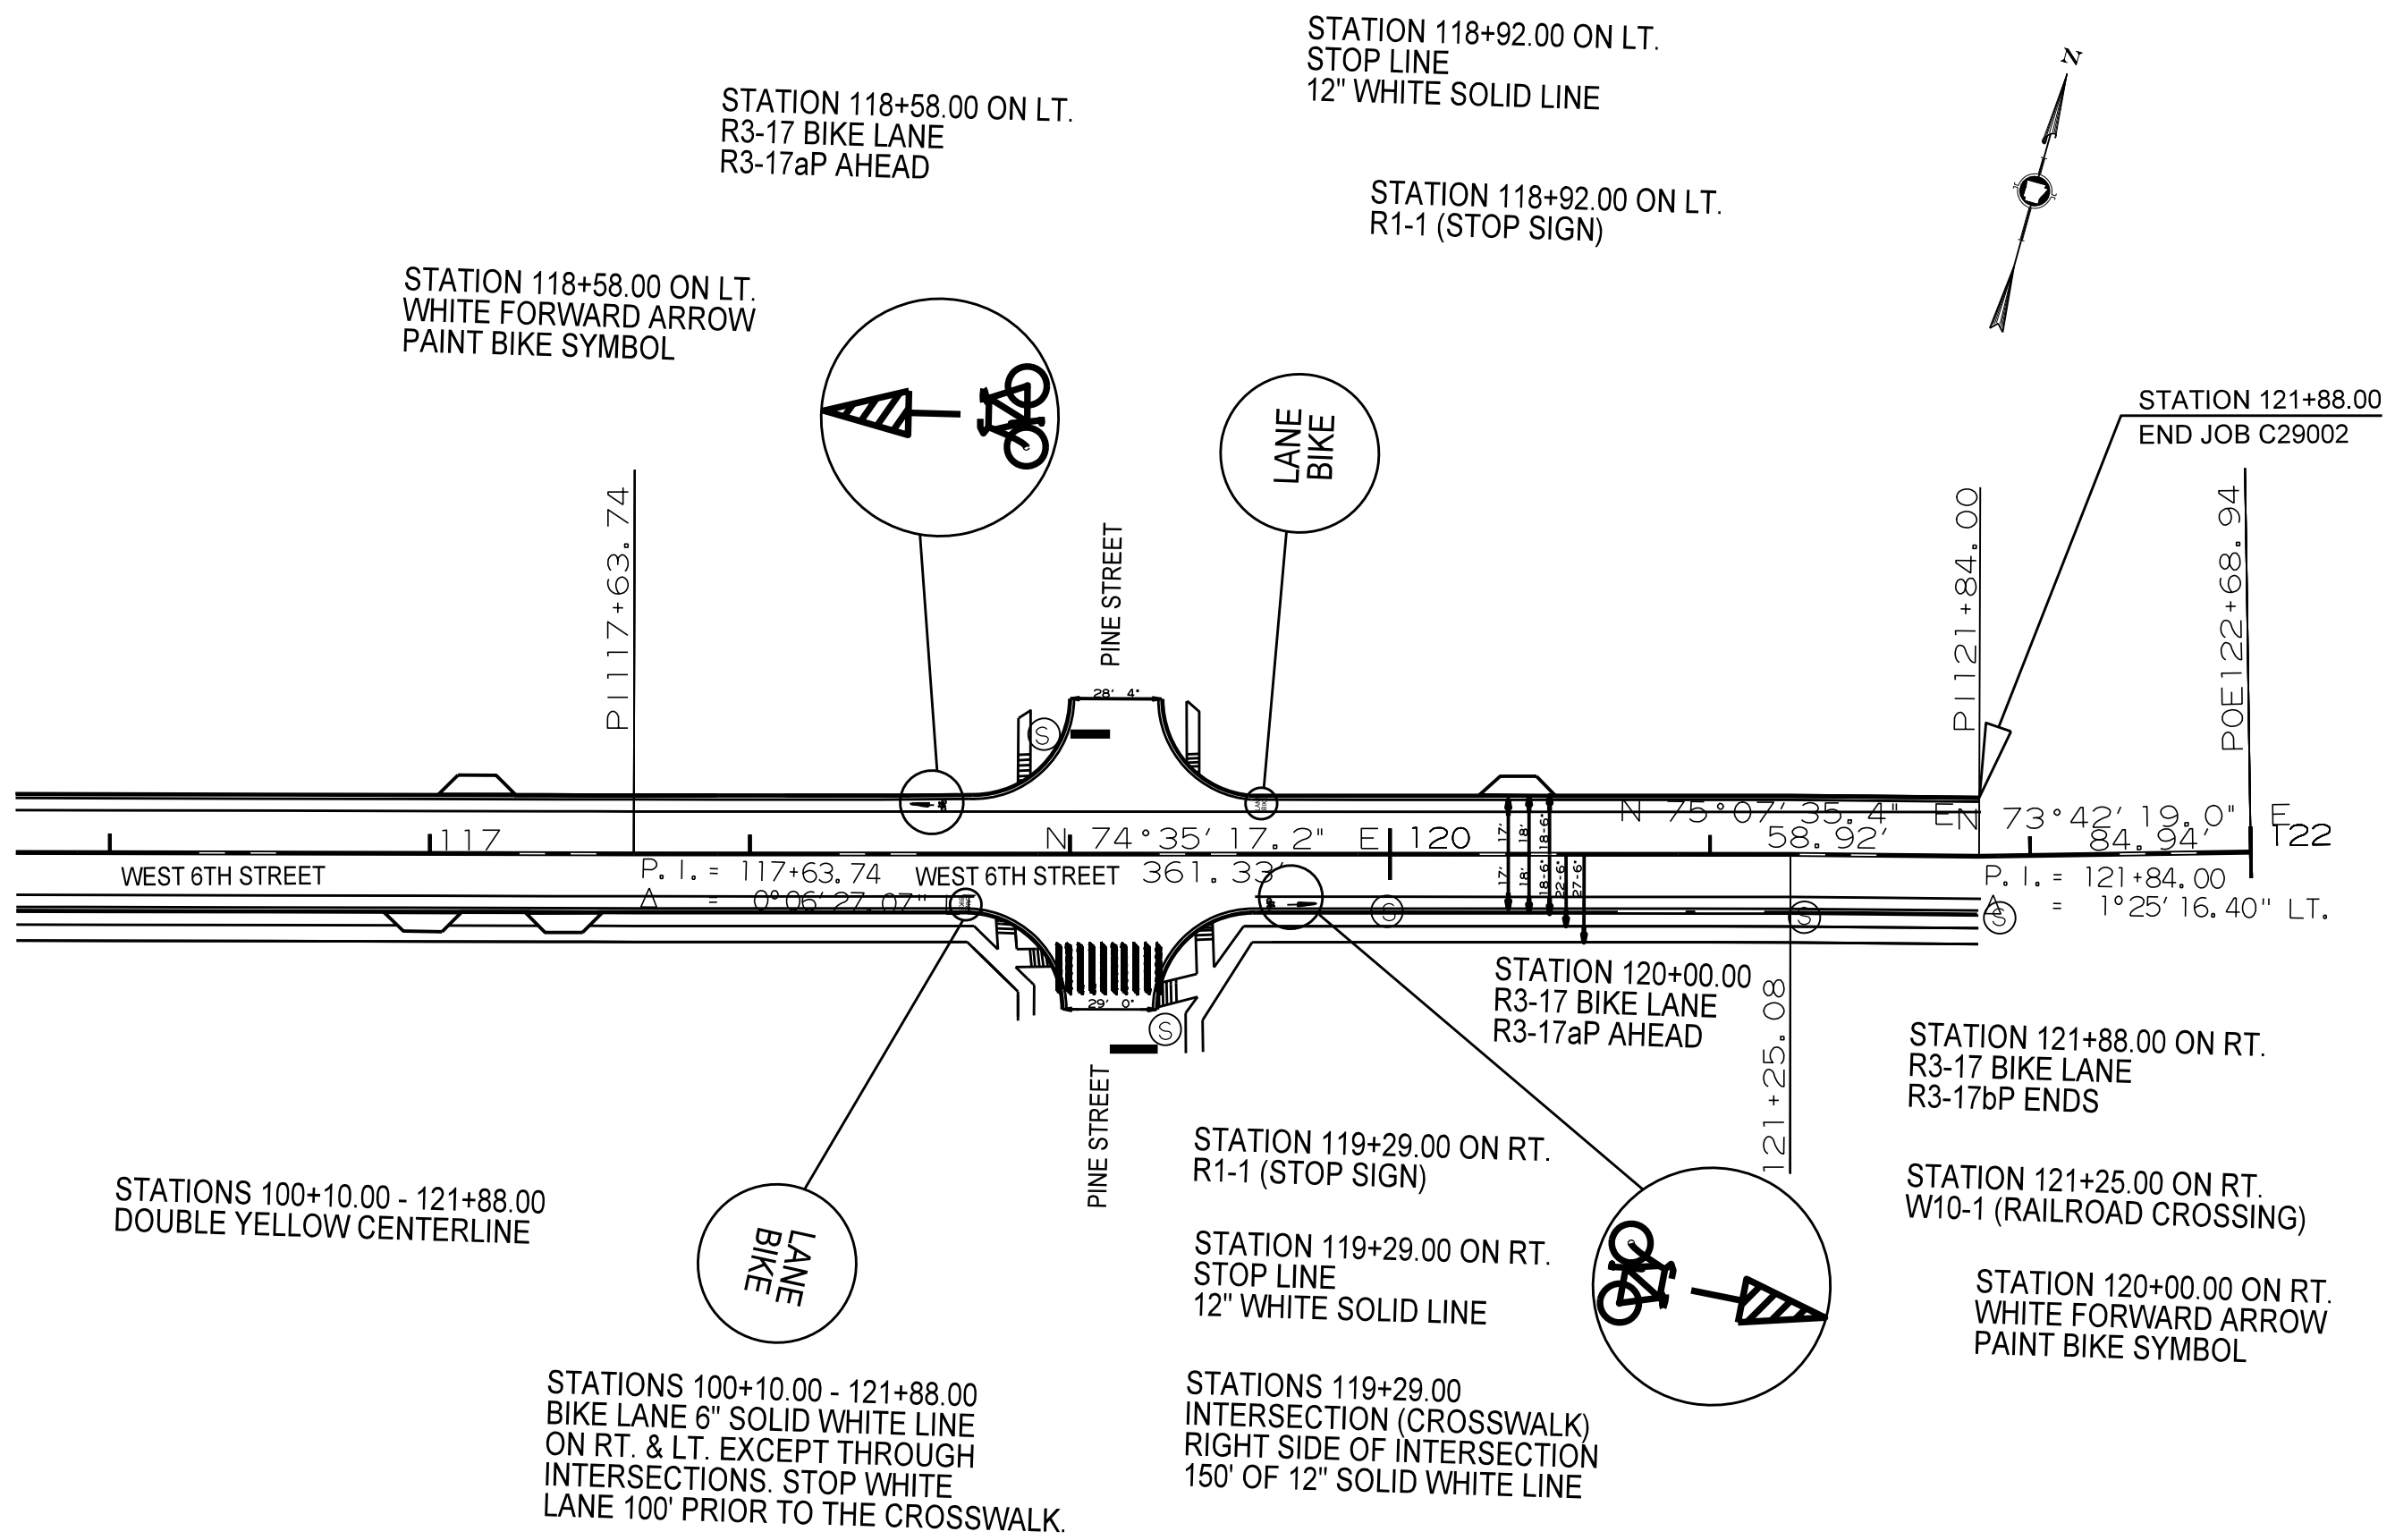 STATION 118+92.00 ON LT.
STOP LINE
12" WHITE SOLID LINE
N
STATION 118+58.00 ON LT.
R3-17 BIKE LANE
R3-17aP AHEAD
STATION 118+92.00 ON LT.
R1-1 (STOP SIGN)
STATION 118+58.00 ON LT.
WHITE FORWARD ARROW
PAINT BIKE SYMBOL
LANE
BIKE
STATION 121+88.00
END JOB C29002
PI 117+63.74
PINE STREET
PI 121+84.00
POE 122+68.94
28' 4"
S
117
N 74°35'17.2" E
120
17'
18'
18'-6"
N 75°07'35.4" E
58.92'
N 73°42'19.0" E
84.94'
122
WEST 6TH STREET
P.I. = 117+63.74
Δ = 0°06'27.07"
WEST 6TH STREET
361.33'
17'
18'
18'-6"
22'-6"
27'-6"
P.I. = 121+84.00
Δ = 1°25'16.40" LT.
S
S
S
29' 0"
S
PINE STREET
STATION 120+00.00
R3-17 BIKE LANE
R3-17aP AHEAD
121+25.08
STATION 121+88.00 ON RT.
R3-17 BIKE LANE
R3-17bP ENDS
STATIONS 100+10.00 - 121+88.00
DOUBLE YELLOW CENTERLINE
LANE
BIKE
STATION 119+29.00 ON RT.
R1-1 (STOP SIGN)
STATION 121+25.00 ON RT.
W10-1 (RAILROAD CROSSING)
STATION 119+29.00 ON RT.
STOP LINE
12" WHITE SOLID LINE
STATION 120+00.00 ON RT.
WHITE FORWARD ARROW
PAINT BIKE SYMBOL
STATIONS 100+10.00 - 121+88.00
BIKE LANE 6" SOLID WHITE LINE
ON RT. & LT. EXCEPT THROUGH
INTERSECTIONS. STOP WHITE
LANE 100' PRIOR TO THE CROSSWALK.
STATIONS 119+29.00
INTERSECTION (CROSSWALK)
RIGHT SIDE OF INTERSECTION
150' OF 12" SOLID WHITE LINE